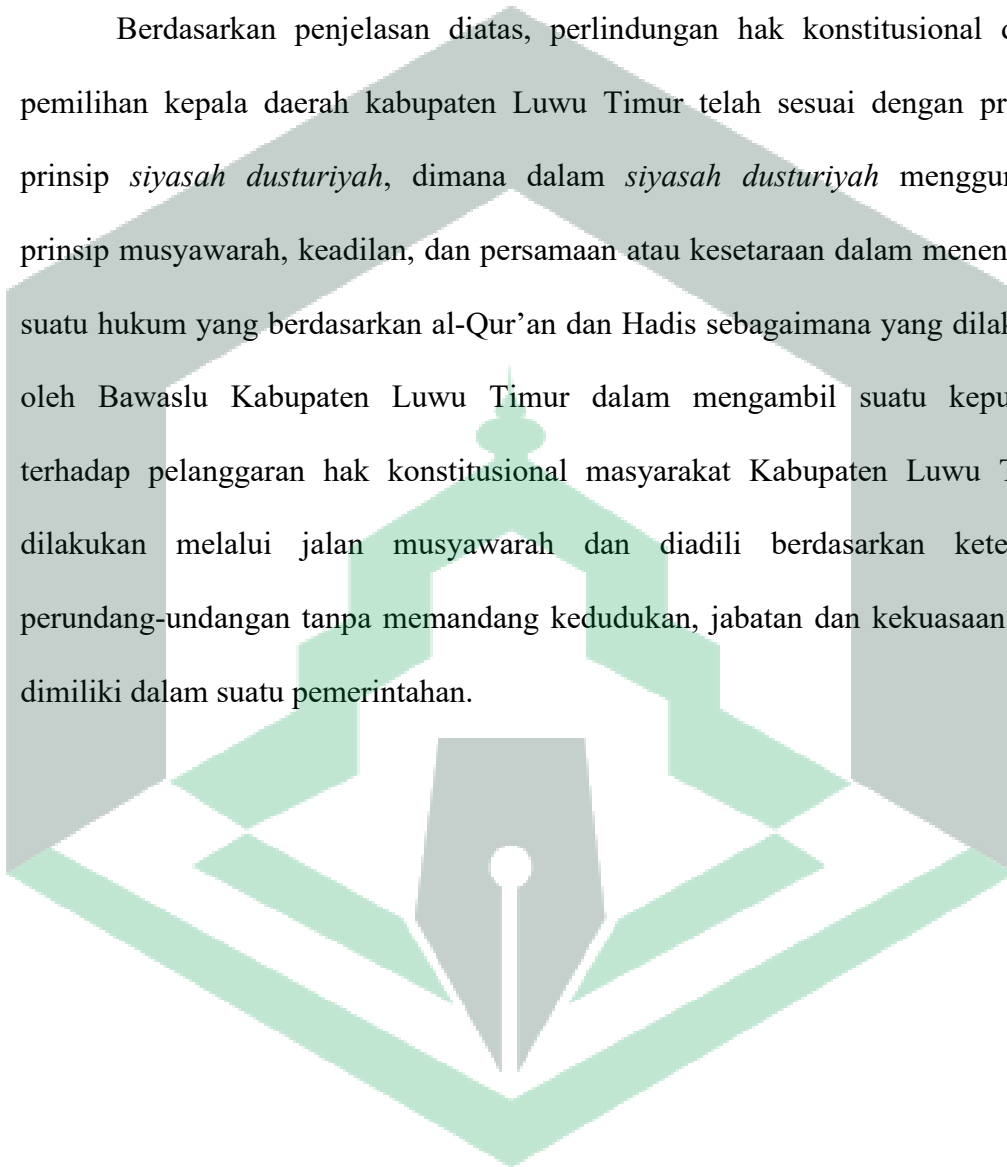 Berdasarkan penjelasan diatas, perlindungan hak konstitusional
pemilihan kepala daerah kabupaten Luwu Timur telah sesuai dengan
prinsip siyasah dusturiyah, dimana dalam siyasah dusturiyah
prinsip musyawarah, keadilan, dan persamaan atau kesetaraan dalam
suatu hukum yang berdasarkan al-Qur’an dan Hadis sebagaimana yang
oleh Bawaslu Kabupaten Luwu Timur dalam mengambil suatu
terhadap pelanggaran hak konstitusional masyarakat Kabupaten Luwu
dilakukan melalui jalan musyawarah dan diadili berdasarkan
perundang-undangan tanpa memandang kedudukan, jabatan dan kekuasaan
dimiliki dalam suatu pemerintahan.